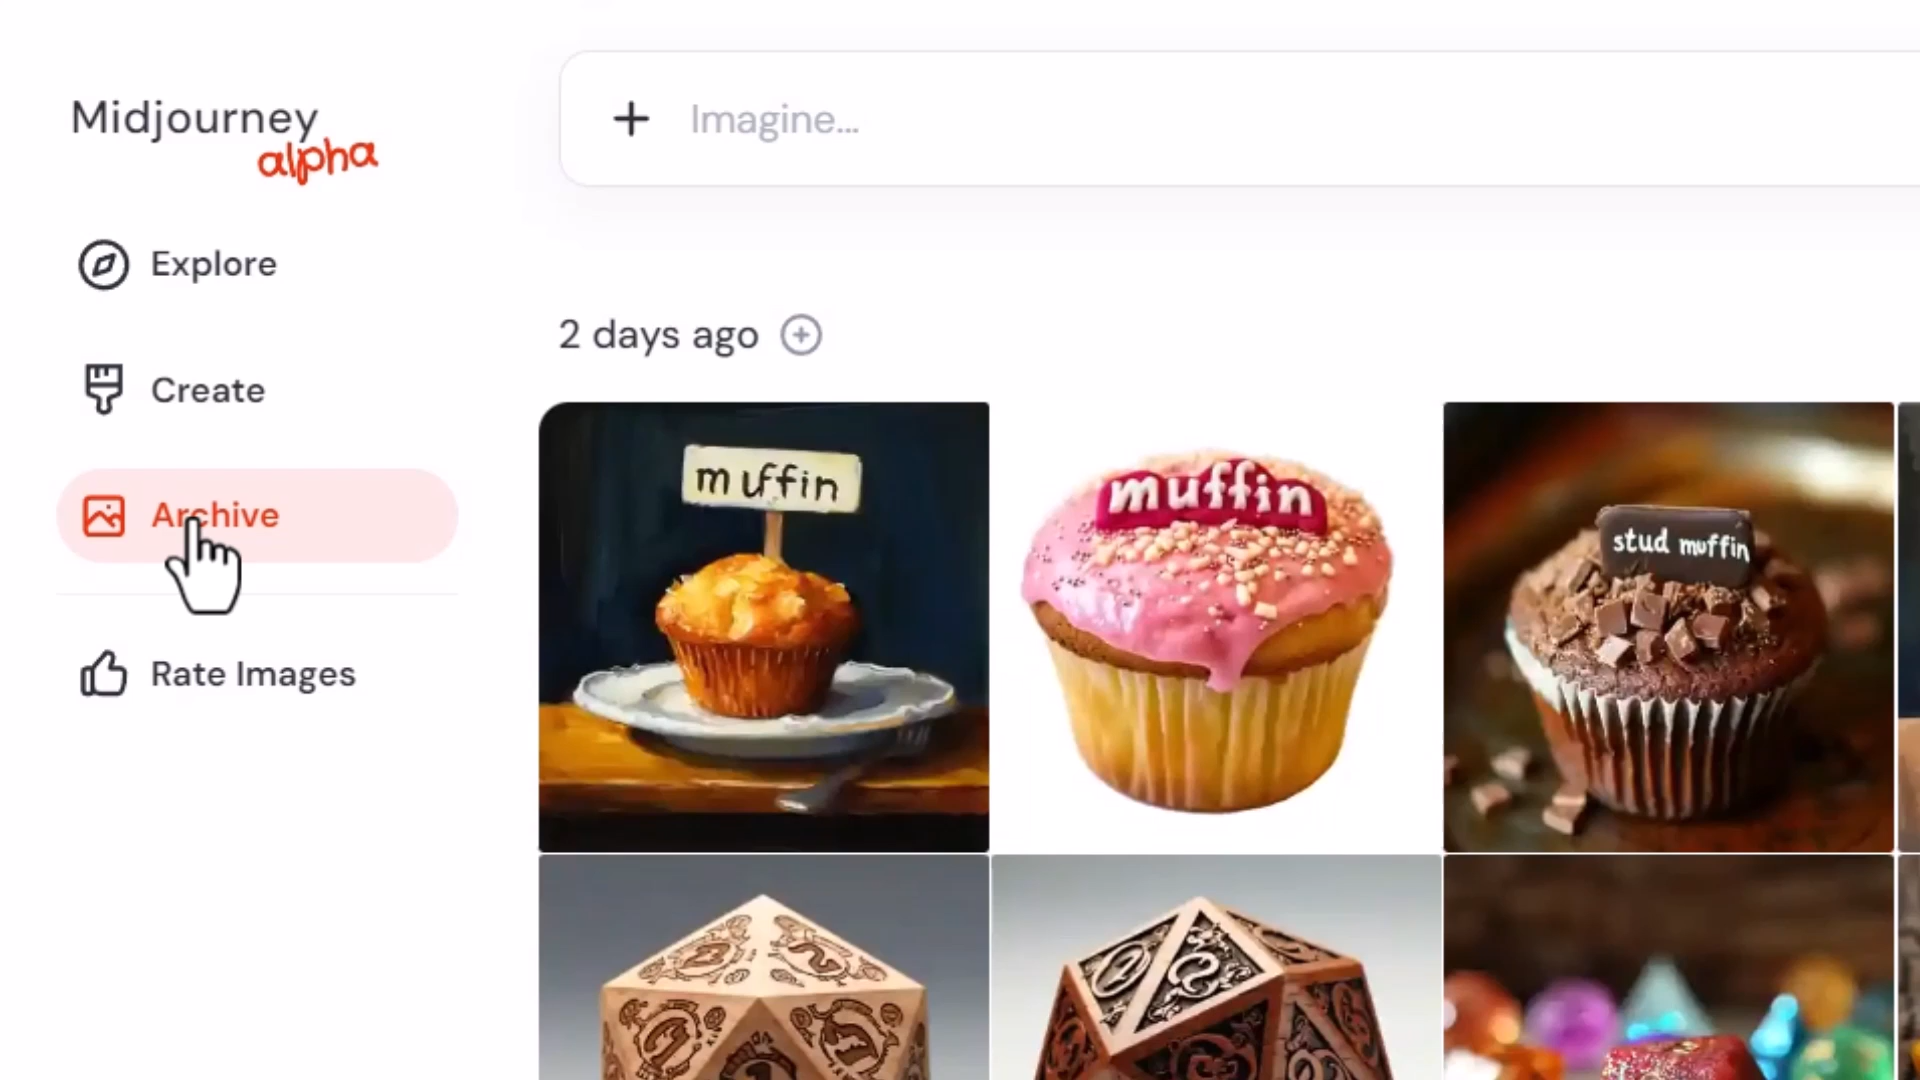 Midjourney
alpha
Imagine...
Explore
2 days ago
Create
Archive
Rate Images
muffin
muffin
stud muffin